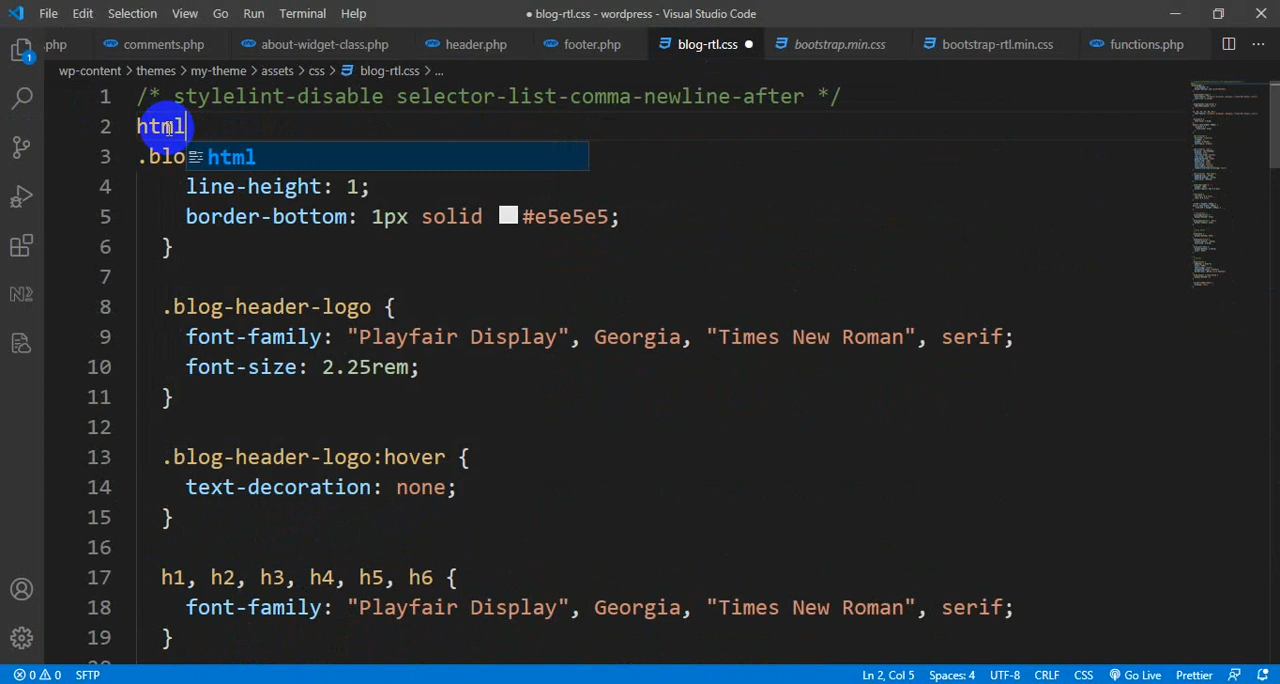 File Edit Selection View Go Run Terminal Help
● blog-rtl.css - wordpress - Visual Studio Code
.php comments.php about-widget-class.php header.php footer.php blog-rtl.css ● bootstrap.min.css bootstrap-rtl.min.css functions.php
wp-content > themes > my-theme > assets > css > blog-rtl.css > ...
1
1 /* stylelint-disable selector-list-comma-newline-after */
2 html
3 .blo html
4 line-height: 1;
5 border-bottom: 1px solid #e5e5e5;
6 }
7
8 .blog-header-logo {
9 font-family: "Playfair Display", Georgia, "Times New Roman", serif;
10 font-size: 2.25rem;
11 }
12
13 .blog-header-logo:hover {
14 text-decoration: none;
15 }
16
17 h1, h2, h3, h4, h5, h6 {
18 font-family: "Playfair Display", Georgia, "Times New Roman", serif;
19 }
0 0 SFTP Ln 2, Col 5 Spaces: 4 UTF-8 CRLF CSS Go Live Prettier